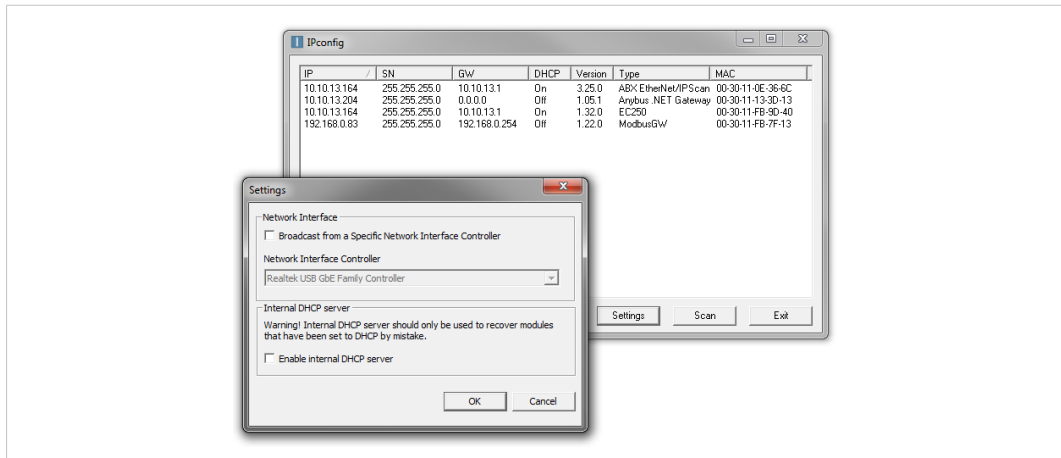 IPconfig
IP / SN GW DHCP Version Type MAC
10.10.13.164 255.255.255.0 10.10.13.1 On 3.25.0 ABX EtherNet/IPScan 00-30-11-0E-36-6C
10.10.13.204 255.255.255.0 0.0.0.0 Off 1.05.1 Anybus .NET Gateway 00-30-11-13-3D-13
10.10.13.164 255.255.255.0 10.10.13.1 On 1.32.0 EC250 00-30-11-FB-9D-40
192.168.0.83 255.255.255.0 192.168.0.254 Off 1.22.0 ModbusGW 00-30-11-FB-7F-13
Settings Scan Exit
Settings
Network Interface
Broadcast from a Specific Network Interface Controller
Network Interface Controller
Realtek USB GbE Family Controller
Internal DHCP server
Warning! Internal DHCP server should only be used to recover modules
that have been set to DHCP by mistake.
Enable internal DHCP server
OK Cancel